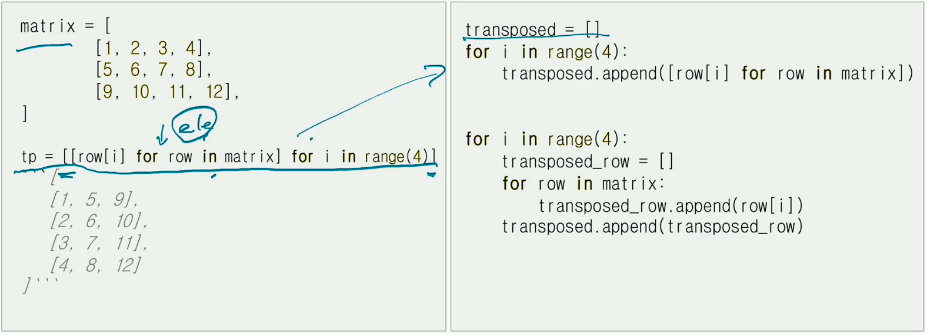 matrix = [
[1, 2, 3, 4],
[5, 6, 7, 8],
[9, 10, 11, 12],
]
ele
tp = [[row[i] for row in matrix] for i in range(4)]
```[
[1, 5, 9],
[2, 6, 10],
[3, 7, 11],
[4, 8, 12]
]```
transposed = []
for i in range(4):
transposed.append([row[i] for row in matrix])
for i in range(4):
transposed_row = []
for row in matrix:
transposed_row.append(row[i])
transposed.append(transposed_row)